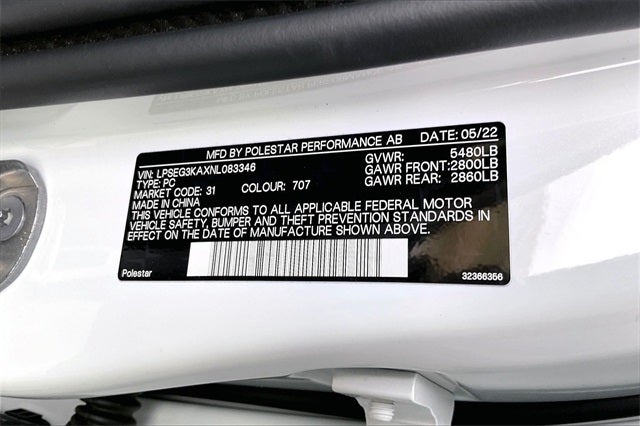 MFD BY POLESTAR PERFORMANCE AB DATE: 05/22
VIN: LPSEG3KAXNL083346 GVWR: 5480LB
TYPE: PC GAWR FRONT: 2800LB
MARKET CODE: 31 COLOUR: 707 GAWR REAR: 2860LB
MADE IN CHINA
THIS VEHICLE CONFORMS TO ALL APPLICABLE FEDERAL MOTOR
VEHICLE SAFETY, BUMPER AND THEFT PREVENTION STANDARDS IN
EFFECT ON THE DATE OF MANUFACTURE SHOWN ABOVE.
Polestar 32366356